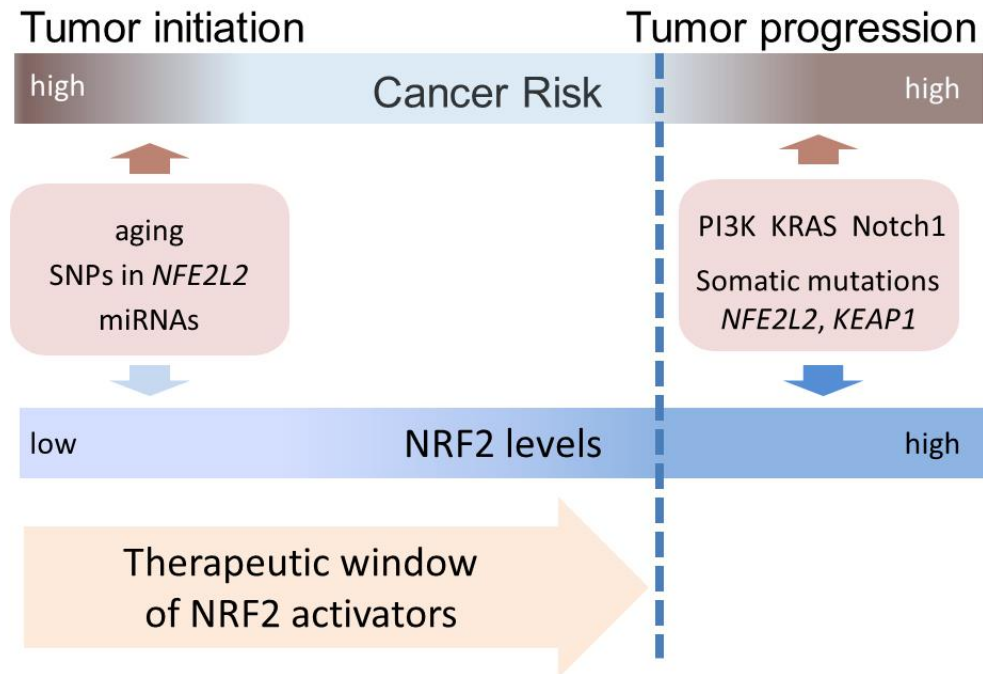 Tumor initiation
Tumor progression
high
Cancer Risk
high
aging
SNPs in NFE2L2
miRNAs
PI3K KRAS Notch1
Somatic mutations
NFE2L2, KEAP1
low
NRF2 levels
high
Therapeutic window
of NRF2 activators